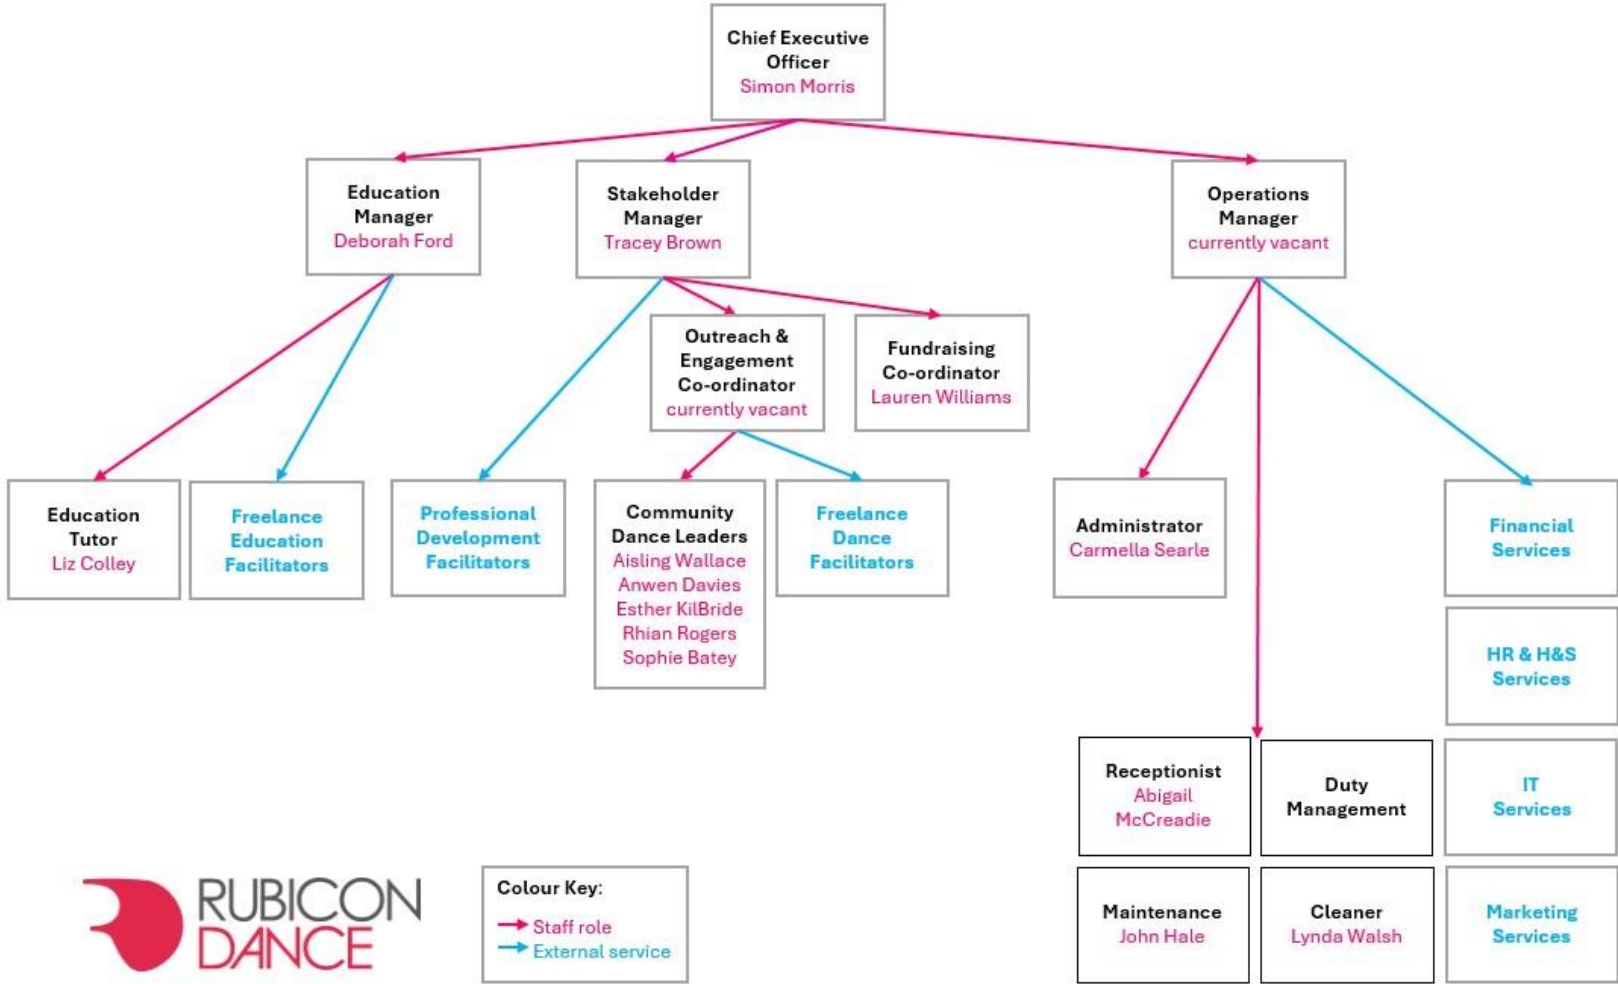 Chief Executive
Officer
Simon Morris
Education
Manager
Deborah Ford
Stakeholder
Manager
Tracey Brown
Operations
Manager
currently vacant
Outreach &
Engagement
Co-ordinator
currently vacant
Fundraising
Co-ordinator
Lauren Williams
Education
Tutor
Liz Colley
Freelance
Education
Facilitators
Professional
Development
Facilitators
Community
Dance Leaders
Aisling Wallace
Anwen Davies
Esther KilBride
Rhian Rogers
Sophie Batey
Freelance
Dance
Facilitators
Administrator
Carmella Searle
Financial
Services
HR & H&S
Services
Receptionist
Abigail
McCreadie
Duty
Management
IT
Services
Maintenance
John Hale
Cleaner
Lynda Walsh
Marketing
Services
RUBICON
DANCE
Colour Key:
Staff role
External service